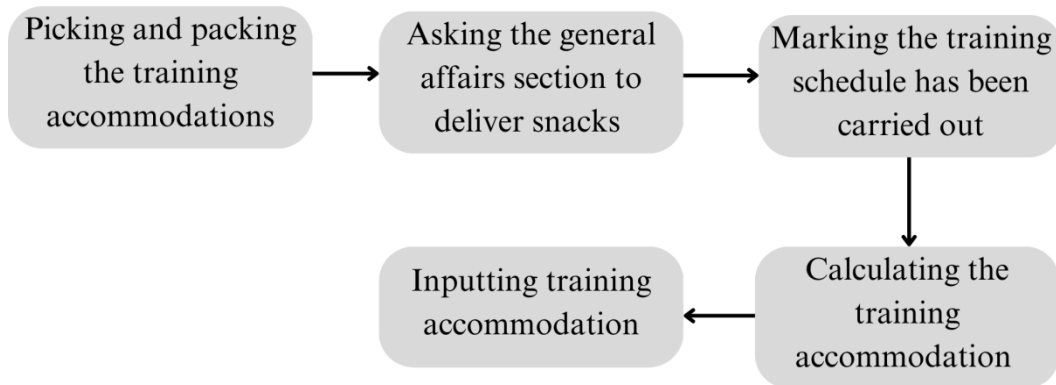 Picking and packing
the training
accommodations
Asking the general
affairs section to
deliver snacks
Marking the training
schedule has been
carried out
Calculating the
training
accommodation
Inputting training
accommodation